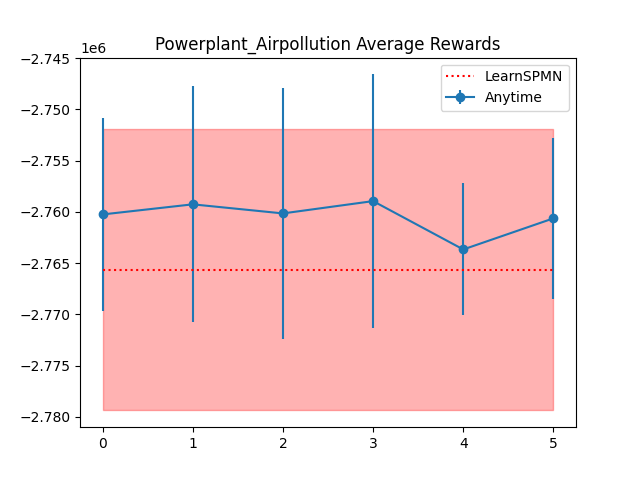 Powerplant_Airpollution Average Rewards
1e6
−2.745
−2.750
−2.755
−2.760
−2.765
−2.770
−2.775
−2.780
0 1 2 3 4 5
LearnSPMN
Anytime